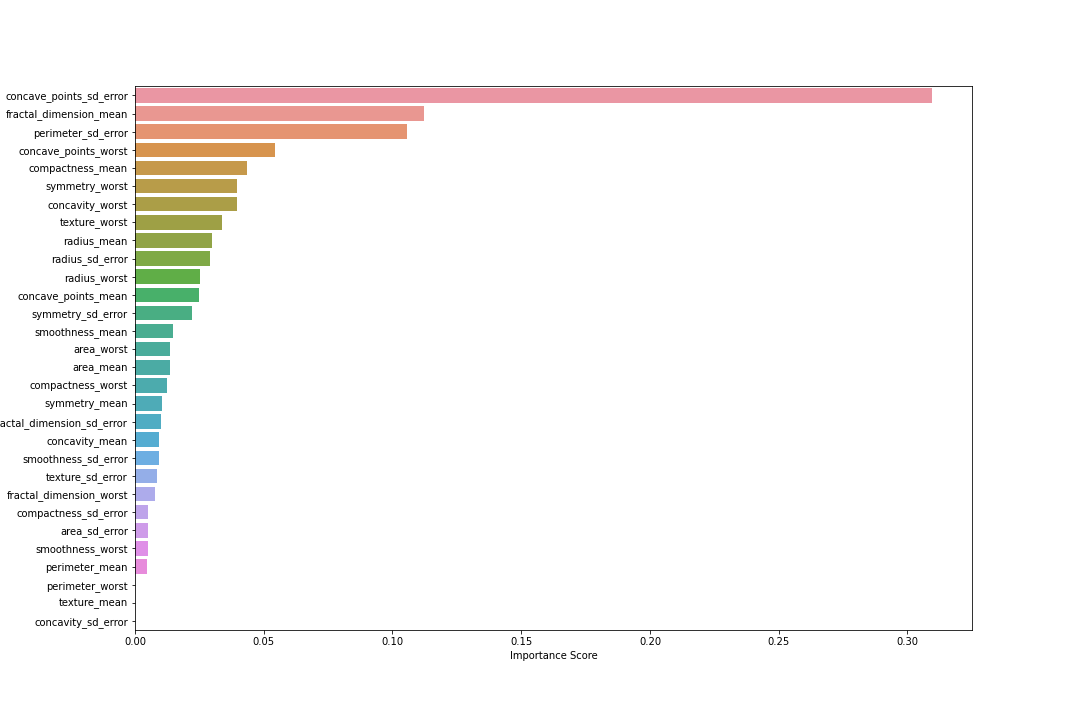 concave_points_sd_error
fractal_dimension_mean
perimeter_sd_error
concave_points_worst
compactness_mean
symmetry_worst
concavity_worst
texture_worst
radius_mean
radius_sd_error
radius_worst
concave_points_mean
symmetry_sd_error
smoothness_mean
area_worst
area_mean
compactness_worst
symmetry_mean
actal_dimension_sd_error
concavity_mean
smoothness_sd_error
texture_sd_error
fractal_dimension_worst
compactness_sd_error
area_sd_error
smoothness_worst
perimeter_mean
perimeter_worst
texture_mean
concavity_sd_error
0.00 0.05 0.10 0.15 0.20 0.25 0.30
Importance Score